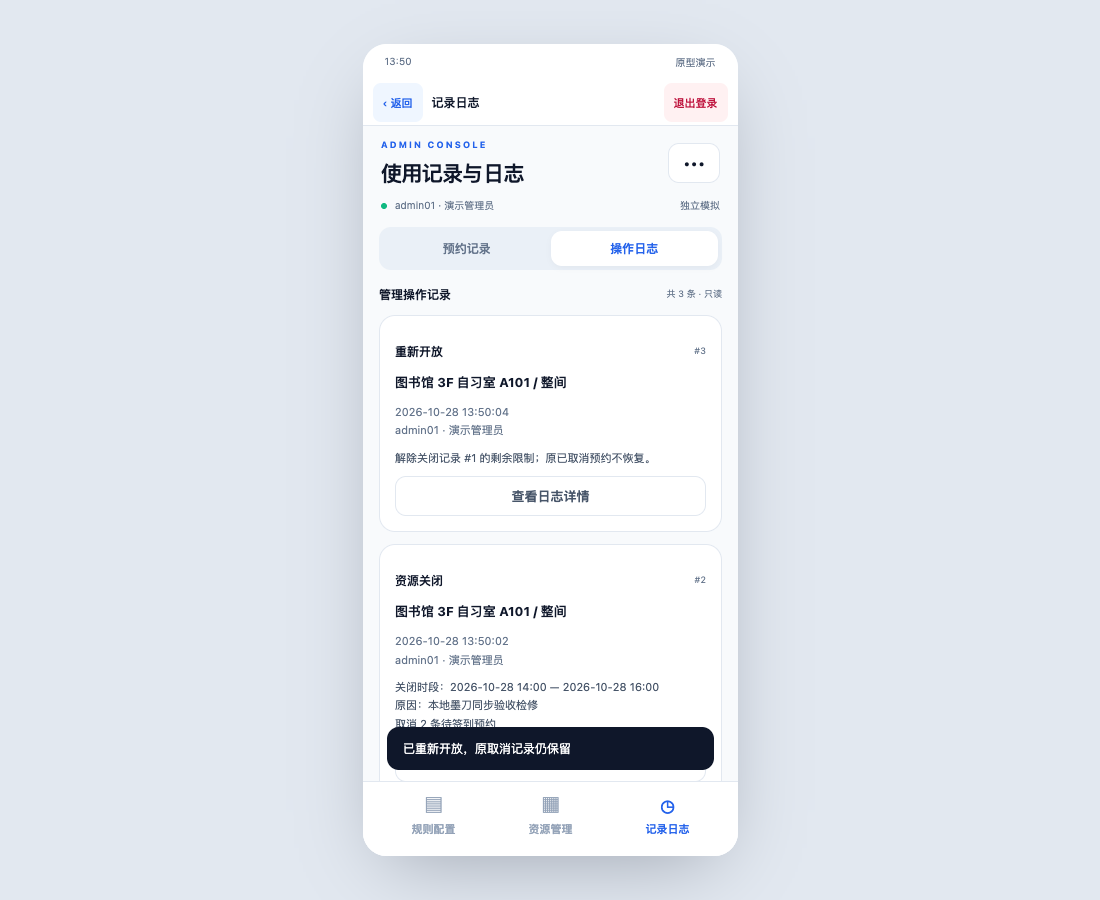 13:50
原型演示
‹ 返回
记录日志
退出登录
ADMIN CONSOLE
使用记录与日志
admin01 · 演示管理员
独立模拟
预约记录
操作日志
管理操作记录
共 3 条 · 只读
重新开放
#3
图书馆 3F 自习室 A101 / 整间
2026-10-28 13:50:04
admin01 · 演示管理员
解除关闭记录 #1 的剩余限制；原已取消预约不恢复。
查看日志详情
资源关闭
#2
图书馆 3F 自习室 A101 / 整间
2026-10-28 13:50:02
admin01 · 演示管理员
关闭时段：2026-10-28 14:00 — 2026-10-28 16:00
原因：本地墨刀同步验收检修
取消 2 条待签到预约
已重新开放，原取消记录仍保留
规则配置
资源管理
记录日志